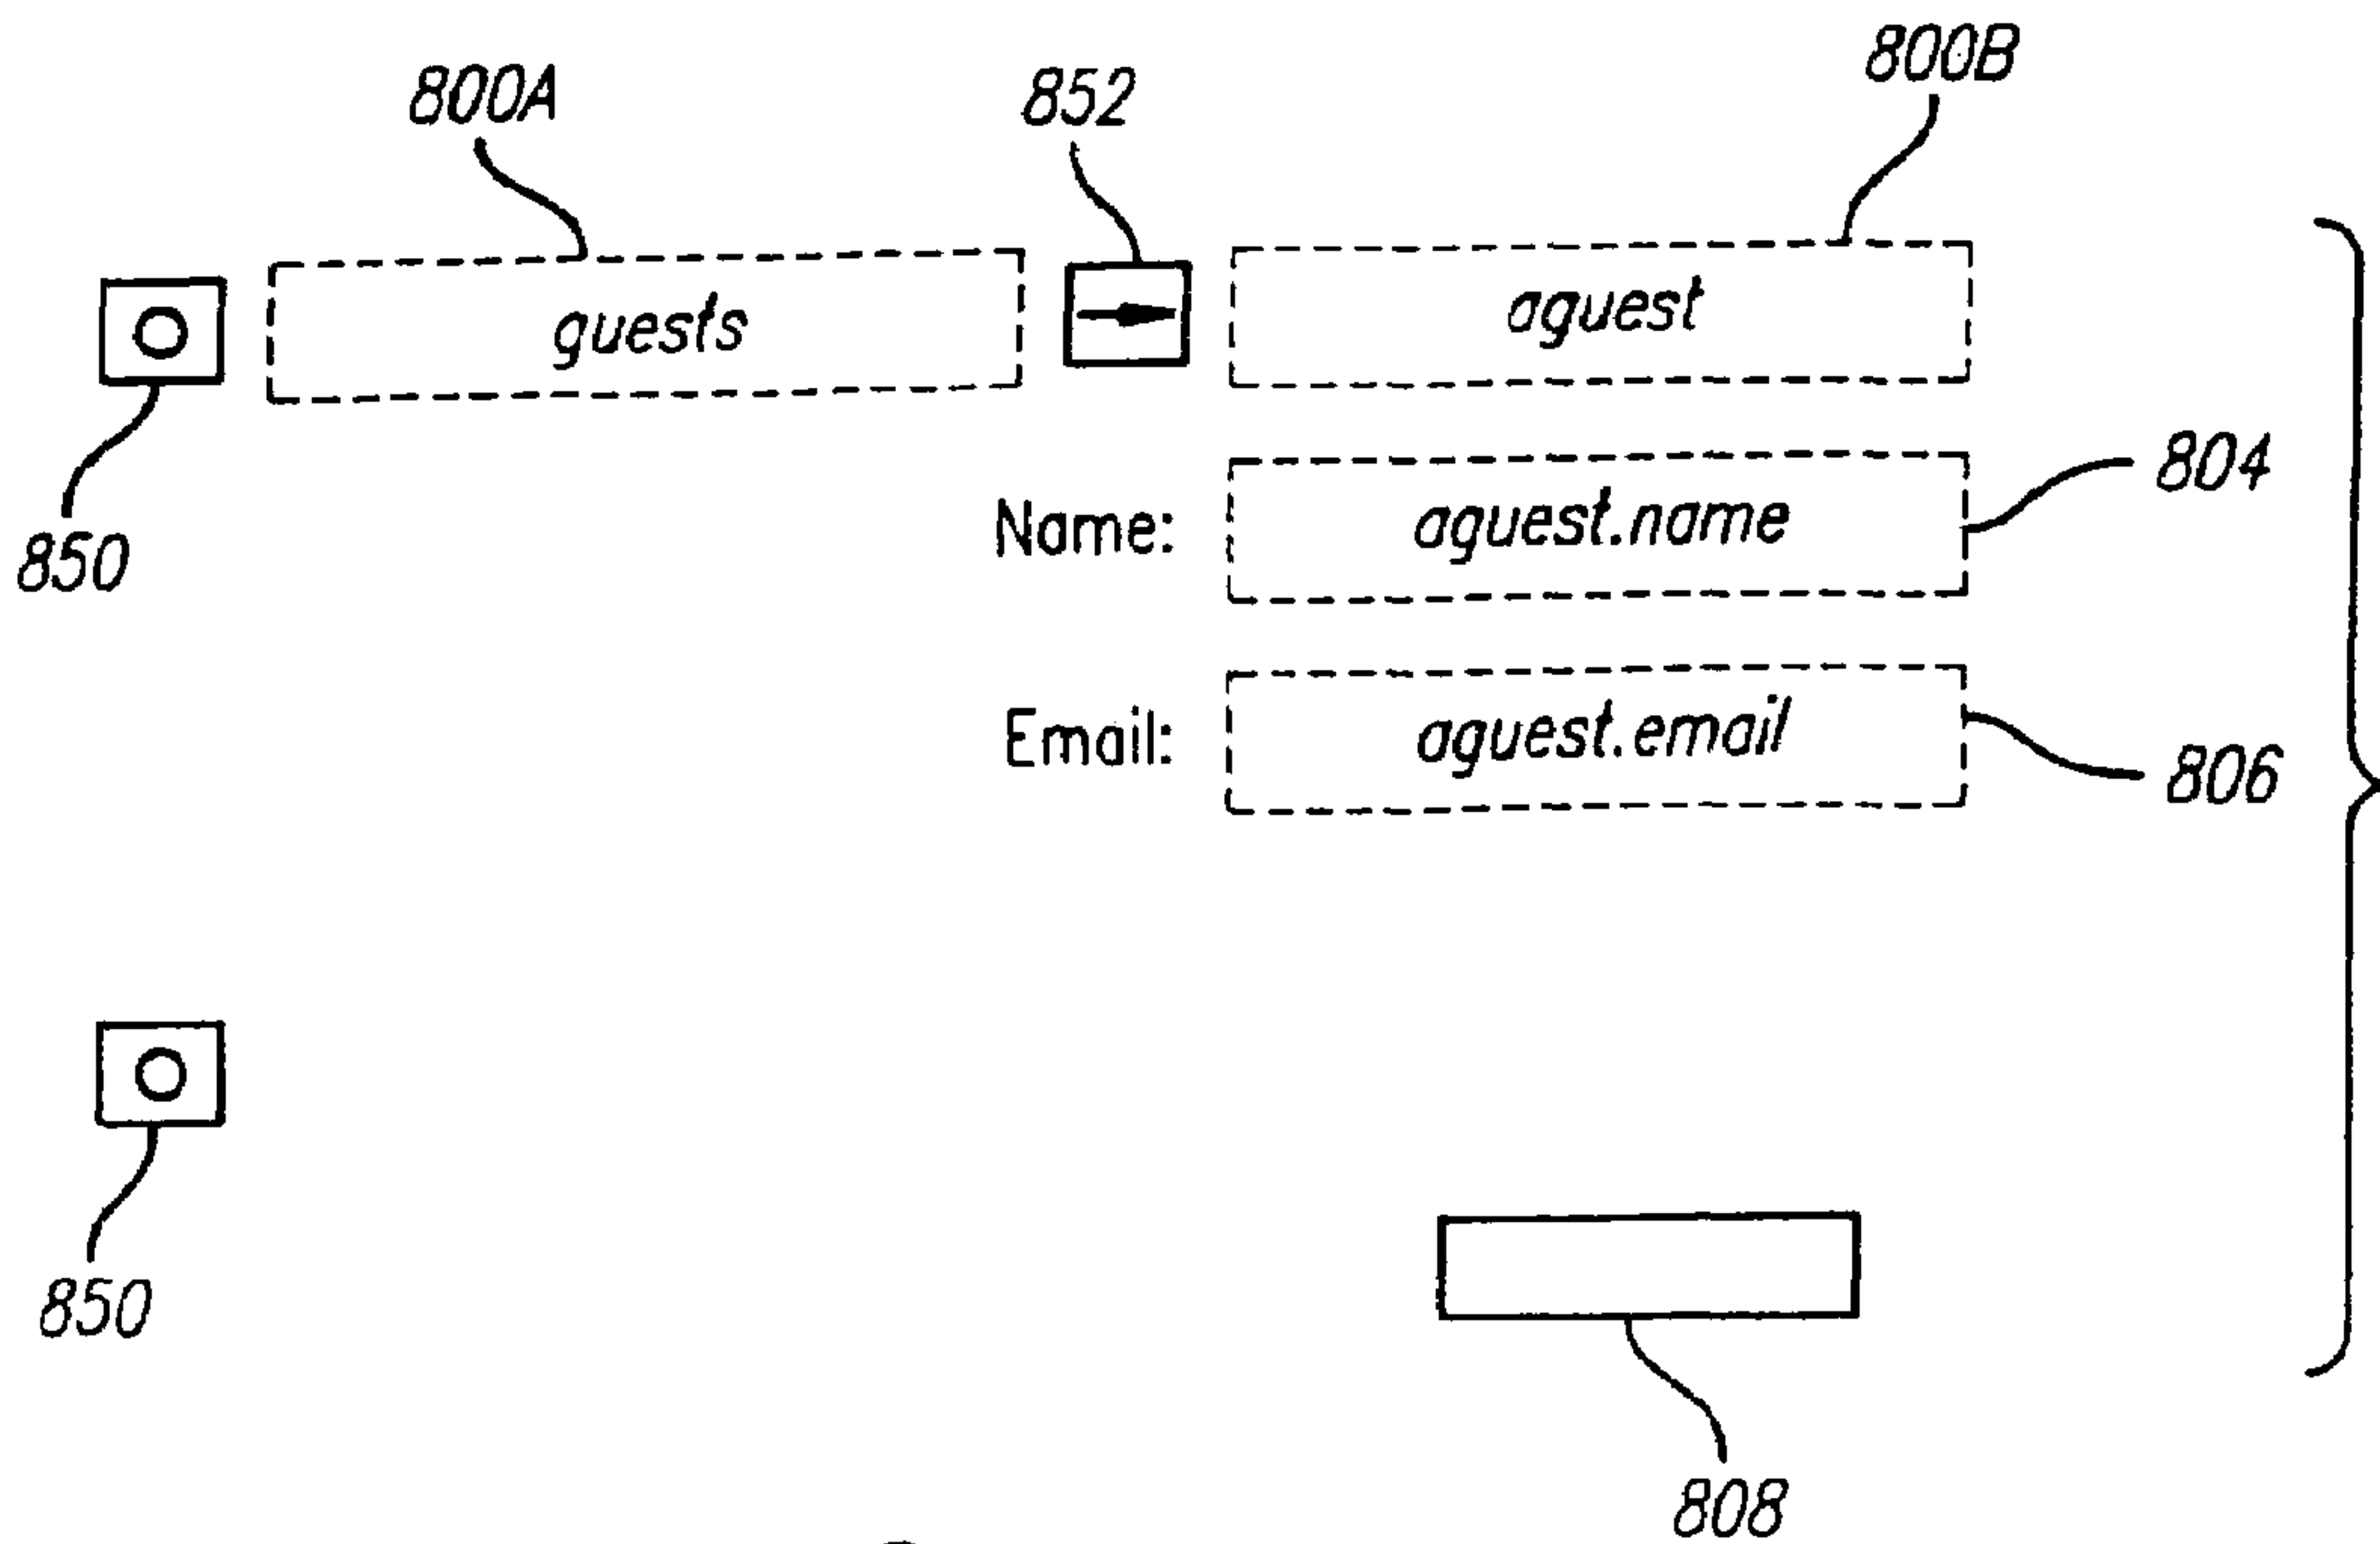 800A 852 800B
guests aguest
850
Name: aguest.name 804
Email: aguest.email 806
850
808